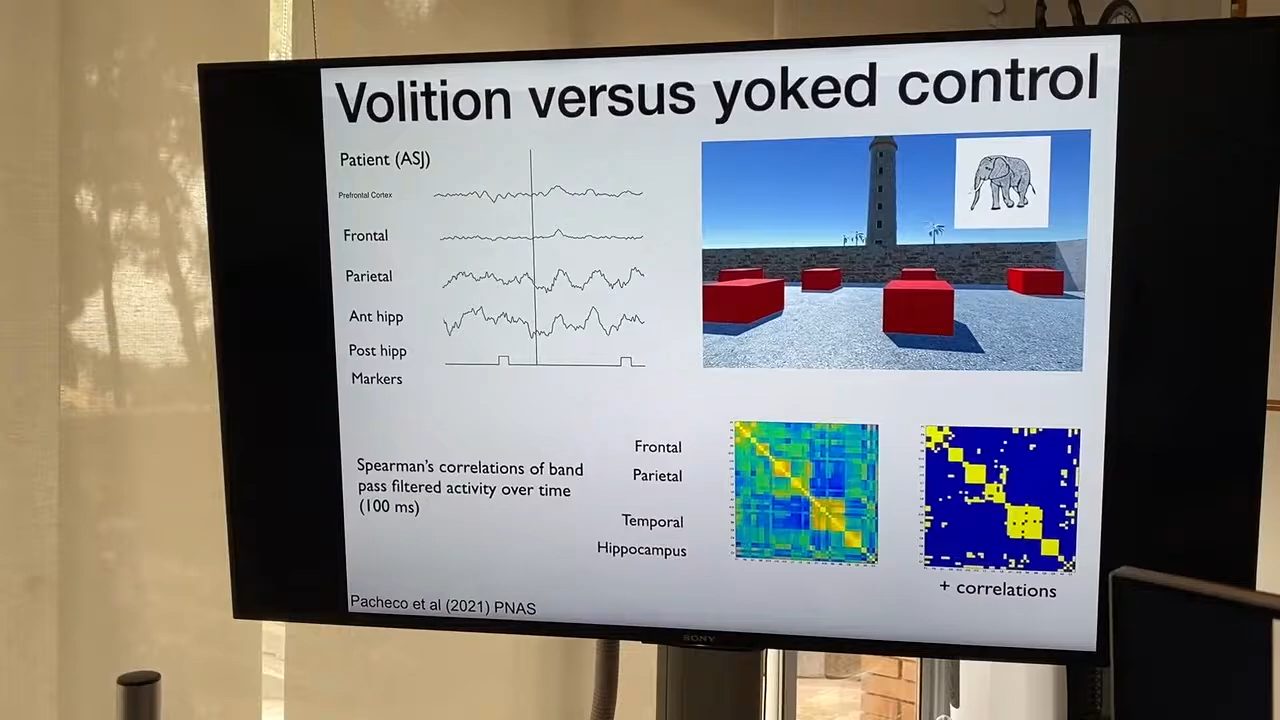 Volition versus yoked control
Patient (ASJ)
Prefrontal Cortex
Frontal
Parietal
Ant hipp
Post hipp
Markers
Spearman's correlations of band
pass filtered activity over time
(100 ms)
Frontal
Parietal
Temporal
Hippocampus
+ correlations
Pacheco et al (2021) PNAS
SONY